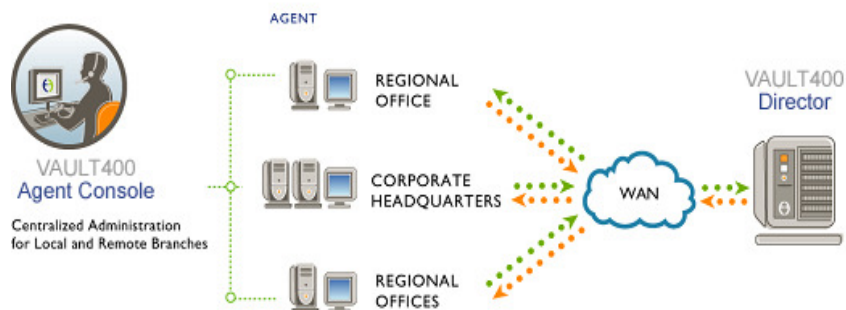 AGENT
VAULT400
Agent Console
Centralized Administration
for Local and Remote Branches
REGIONAL
OFFICE
CORPORATE
HEADQUARTERS
REGIONAL
OFFICES
WAN
VAULT400
Director